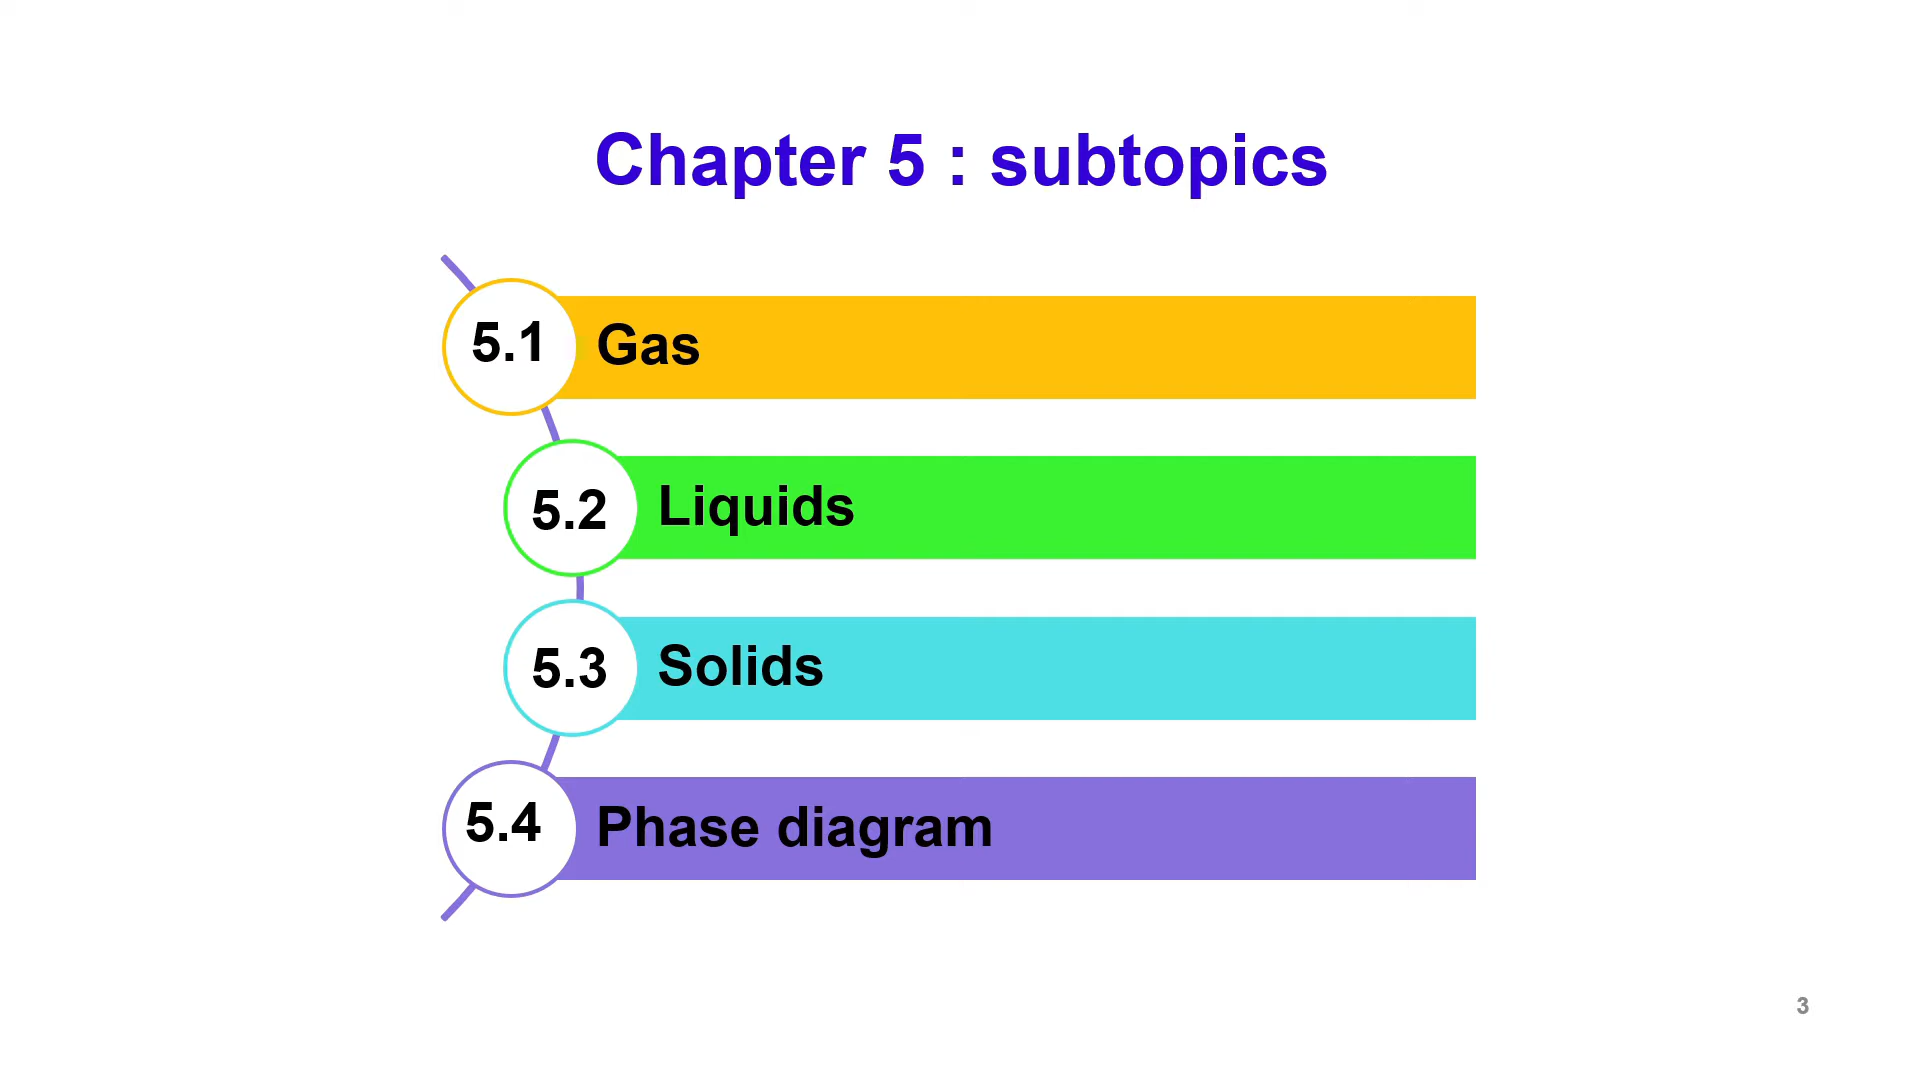 Chapter 5 : subtopics
5.1 Gas
5.2 Liquids
5.3 Solids
5.4 Phase diagram
3